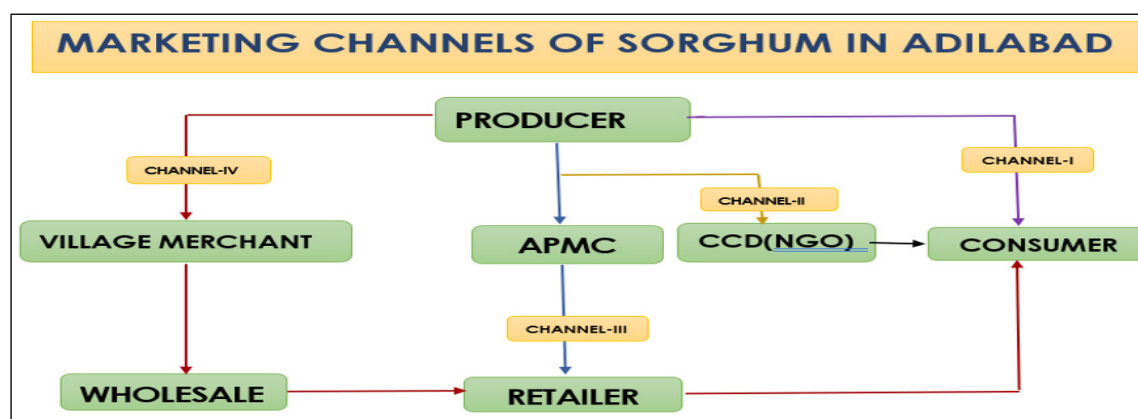 MARKETING CHANNELS OF SORGHUM IN ADILABAD
PRODUCER
CHANNEL-IV
CHANNEL-I
CHANNEL-II
VILLAGE MERCHANT
APMC
CCD(NGO)
CONSUMER
CHANNEL-III
WHOLESALE
RETAILER